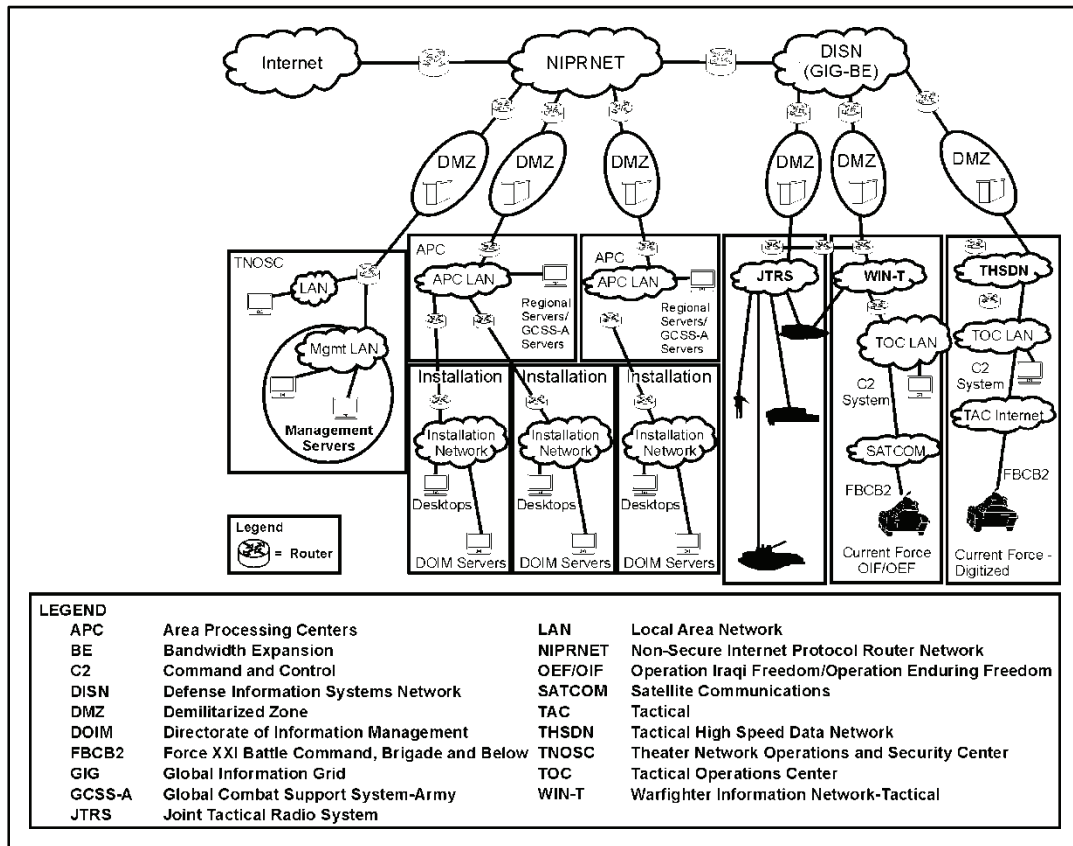 Internet
NIPRNET
DISN
(GIG-BE)
DMZ
DMZ
DMZ
DMZ
DMZ
DMZ
TNOSC
LAN
Mgmt LAN
Management
Servers
APC
APC LAN
Regional
Servers/
GCSS-A
Servers
APC
APC LAN
Regional
Servers/
GCSS-A
Servers
Installation
Installation
Network
Desktops
DOIM Servers
Installation
Installation
Network
Desktops
DOIM Servers
Installation
Installation
Network
Desktops
DOIM Servers
JTRS
WIN-T
TOC LAN
C2
System
SATCOM
FBCB2
Current Force
OIF/OEF
THSDN
TOC LAN
C2
System
TAC Internet
FBCB2
Current Force -
Digitized
Legend
= Router
LEGEND
APC Area Processing Centers
BE Bandwidth Expansion
C2 Command and Control
DISN Defense Information Systems Network
DMZ Demilitarized Zone
DOIM Directorate of Information Management
FBCB2 Force XXI Battle Command, Brigade and Below
GIG Global Information Grid
GCSS-A Global Combat Support System-Army
JTRS Joint Tactical Radio System
LAN Local Area Network
NIPRNET Non-Secure Internet Protocol Router Network
OEF/OIF Operation Iraqi Freedom/Operation Enduring Freedom
SATCOM Satellite Communications
TAC Tactical
THSDN Tactical High Speed Data Network
TNOSC Theater Network Operations and Security Center
TOC Tactical Operations Center
WIN-T Warfighter Information Network-Tactical